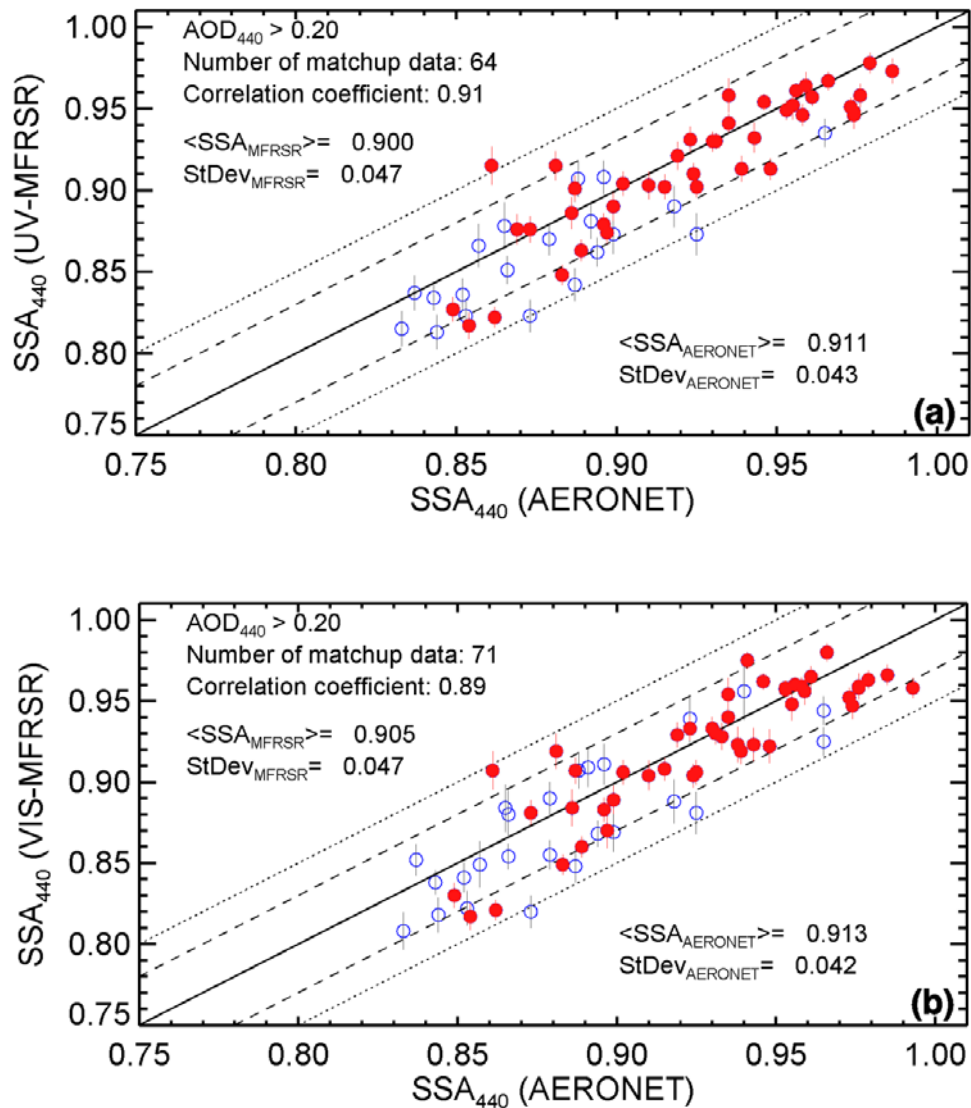 AOD440 > 0.20
Number of matchup data: 64
Correlation coefficient: 0.91
<SSAMFRSR>= 0.900
StDevMFRSR= 0.047
<SSAAERONET>= 0.911
StDevAERONET= 0.043
(a)
1.00
0.95
0.90
0.85
0.80
0.75
SSA440 (UV-MFRSR)
0.75 0.80 0.85 0.90 0.95 1.00
SSA440 (AERONET)
AOD440 > 0.20
Number of matchup data: 71
Correlation coefficient: 0.89
<SSAMFRSR>= 0.905
StDevMFRSR= 0.047
<SSAAERONET>= 0.913
StDevAERONET= 0.042
(b)
1.00
0.95
0.90
0.85
0.80
0.75
SSA440 (VIS-MFRSR)
0.75 0.80 0.85 0.90 0.95 1.00
SSA440 (AERONET)